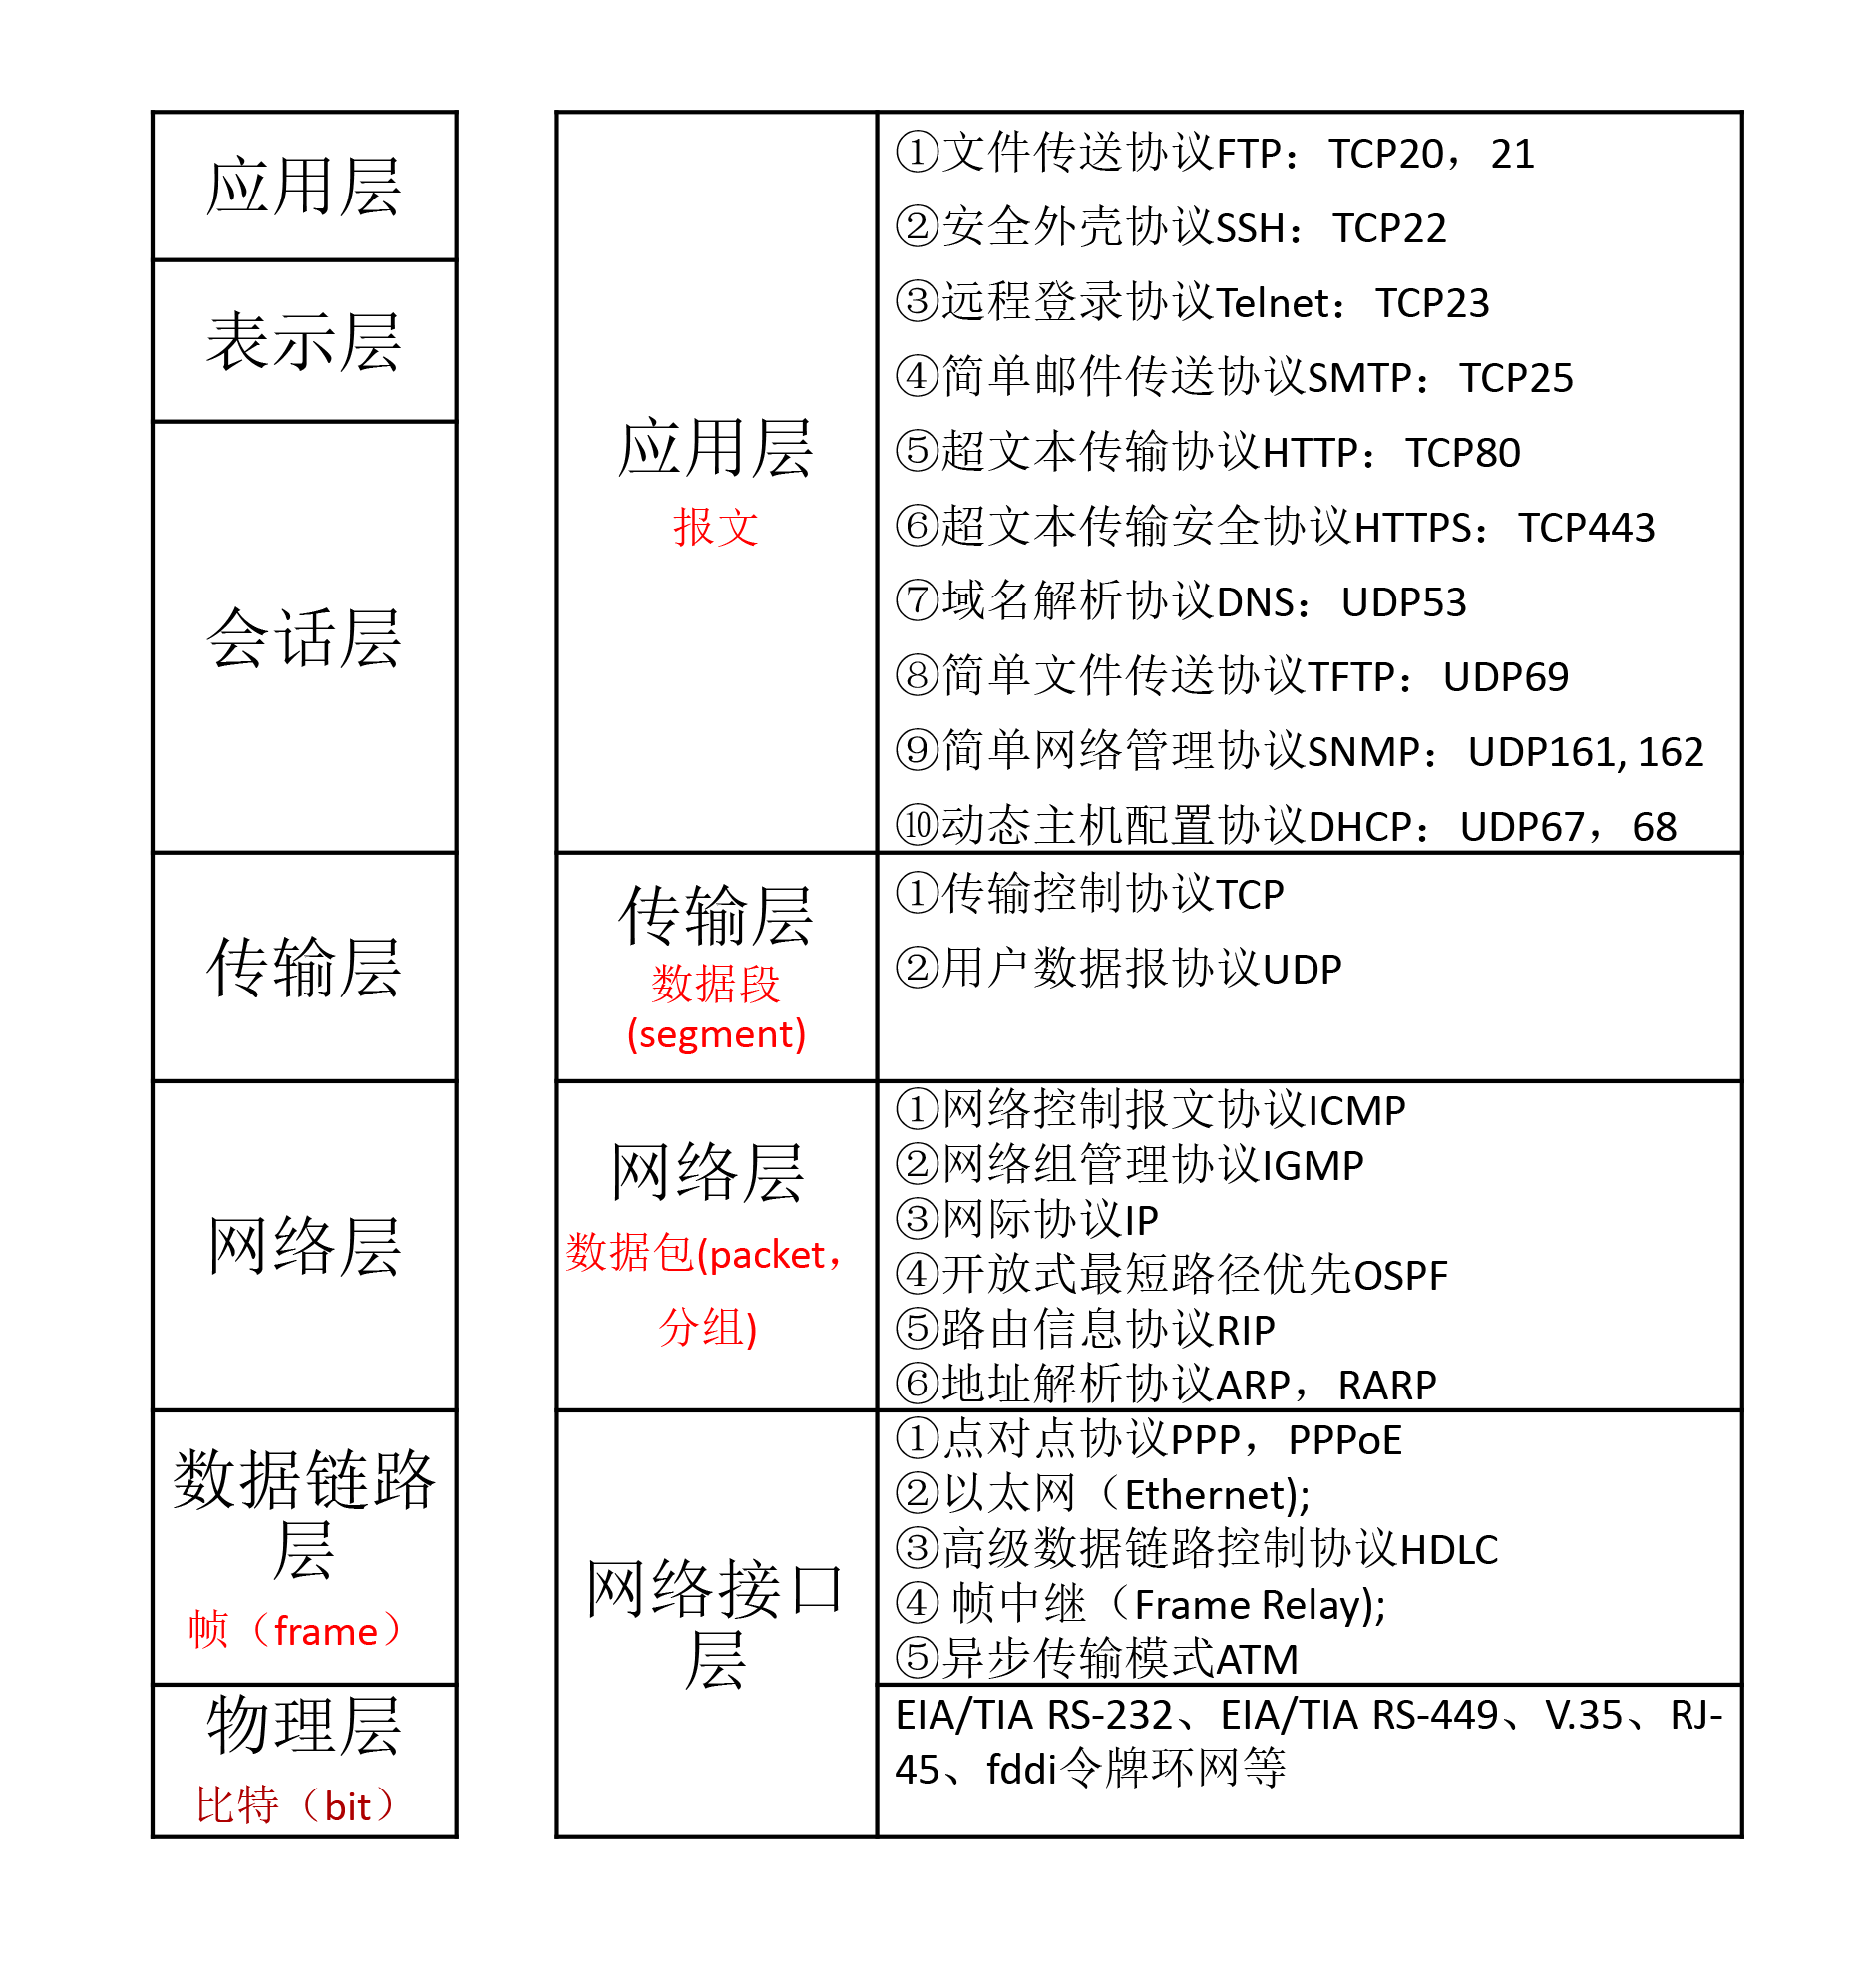 应用层
表示层
会话层
传输层
网络层
数据链路
层
帧（frame）
物理层
比特（bit）
应用层
报文
①文件传送协议FTP：TCP20，21
②安全外壳协议SSH：TCP22
③远程登录协议Telnet：TCP23
④简单邮件传送协议SMTP：TCP25
⑤超文本传输协议HTTP：TCP80
⑥超文本传输安全协议HTTPS：TCP443
⑦域名解析协议DNS：UDP53
⑧简单文件传送协议TFTP：UDP69
⑨简单网络管理协议SNMP：UDP161, 162
⑩动态主机配置协议DHCP：UDP67，68
传输层
数据段
(segment)
①传输控制协议TCP
②用户数据报协议UDP
网络层
数据包(packet，
分组)
①网络控制报文协议ICMP
②网络组管理协议IGMP
③网际协议IP
④开放式最短路径优先OSPF
⑤路由信息协议RIP
⑥地址解析协议ARP，RARP
网络接口
层
①点对点协议PPP，PPPoE
②以太网（Ethernet);
③高级数据链路控制协议HDLC
④ 帧中继（Frame Relay);
⑤异步传输模式ATM
EIA/TIA RS-232、EIA/TIA RS-449、V.35、RJ-
45、fddi令牌环网等